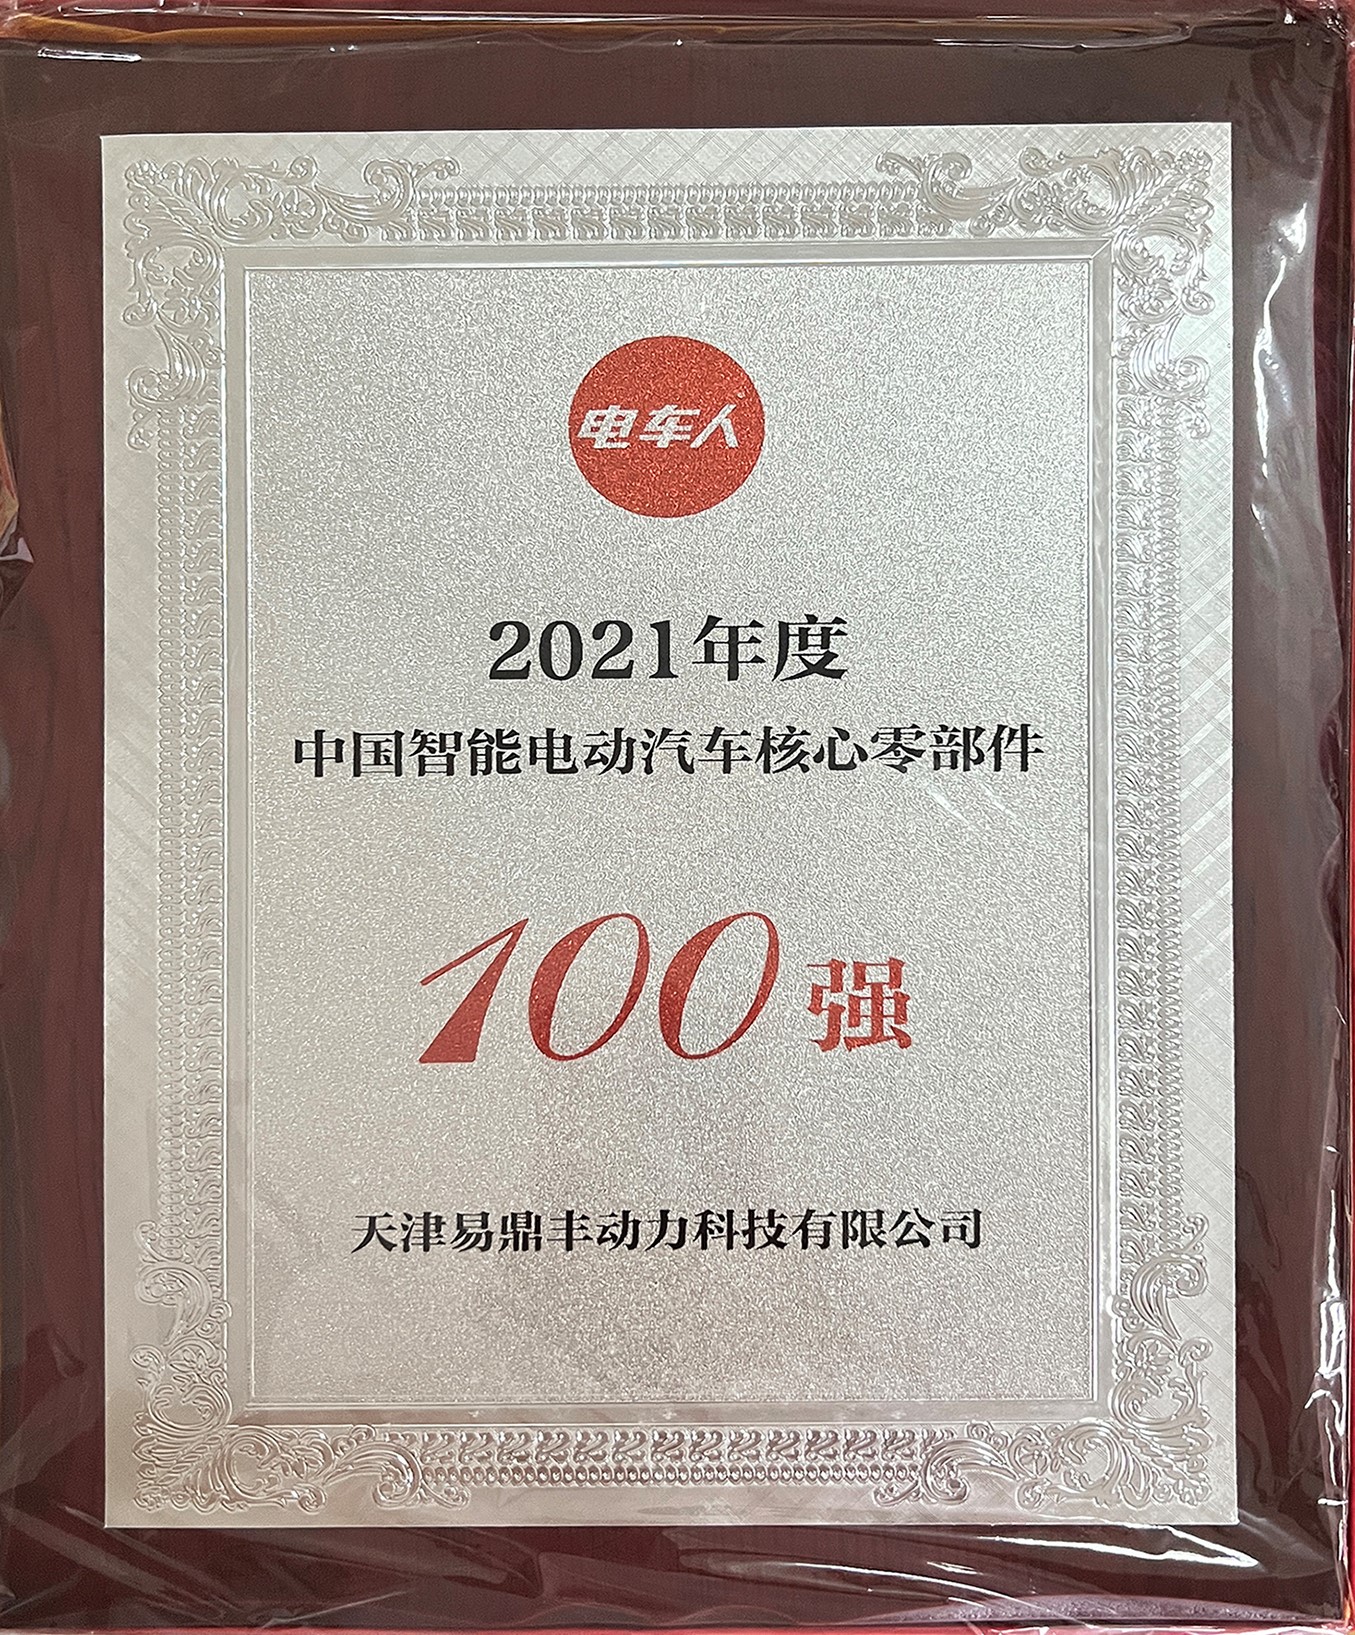 电车人
2021年度
中国智能电动汽车核心零部件
100强
天津易鼎丰动力科技有限公司